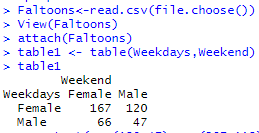 > Faltoons<-read.csv(file.choose())
> View(Faltoons)
> attach(Faltoons)
> table1 <- table(Weekdays,Weekend)
> table1
Weekend
Weekdays Female Male
Female 167 120
Male 66 47